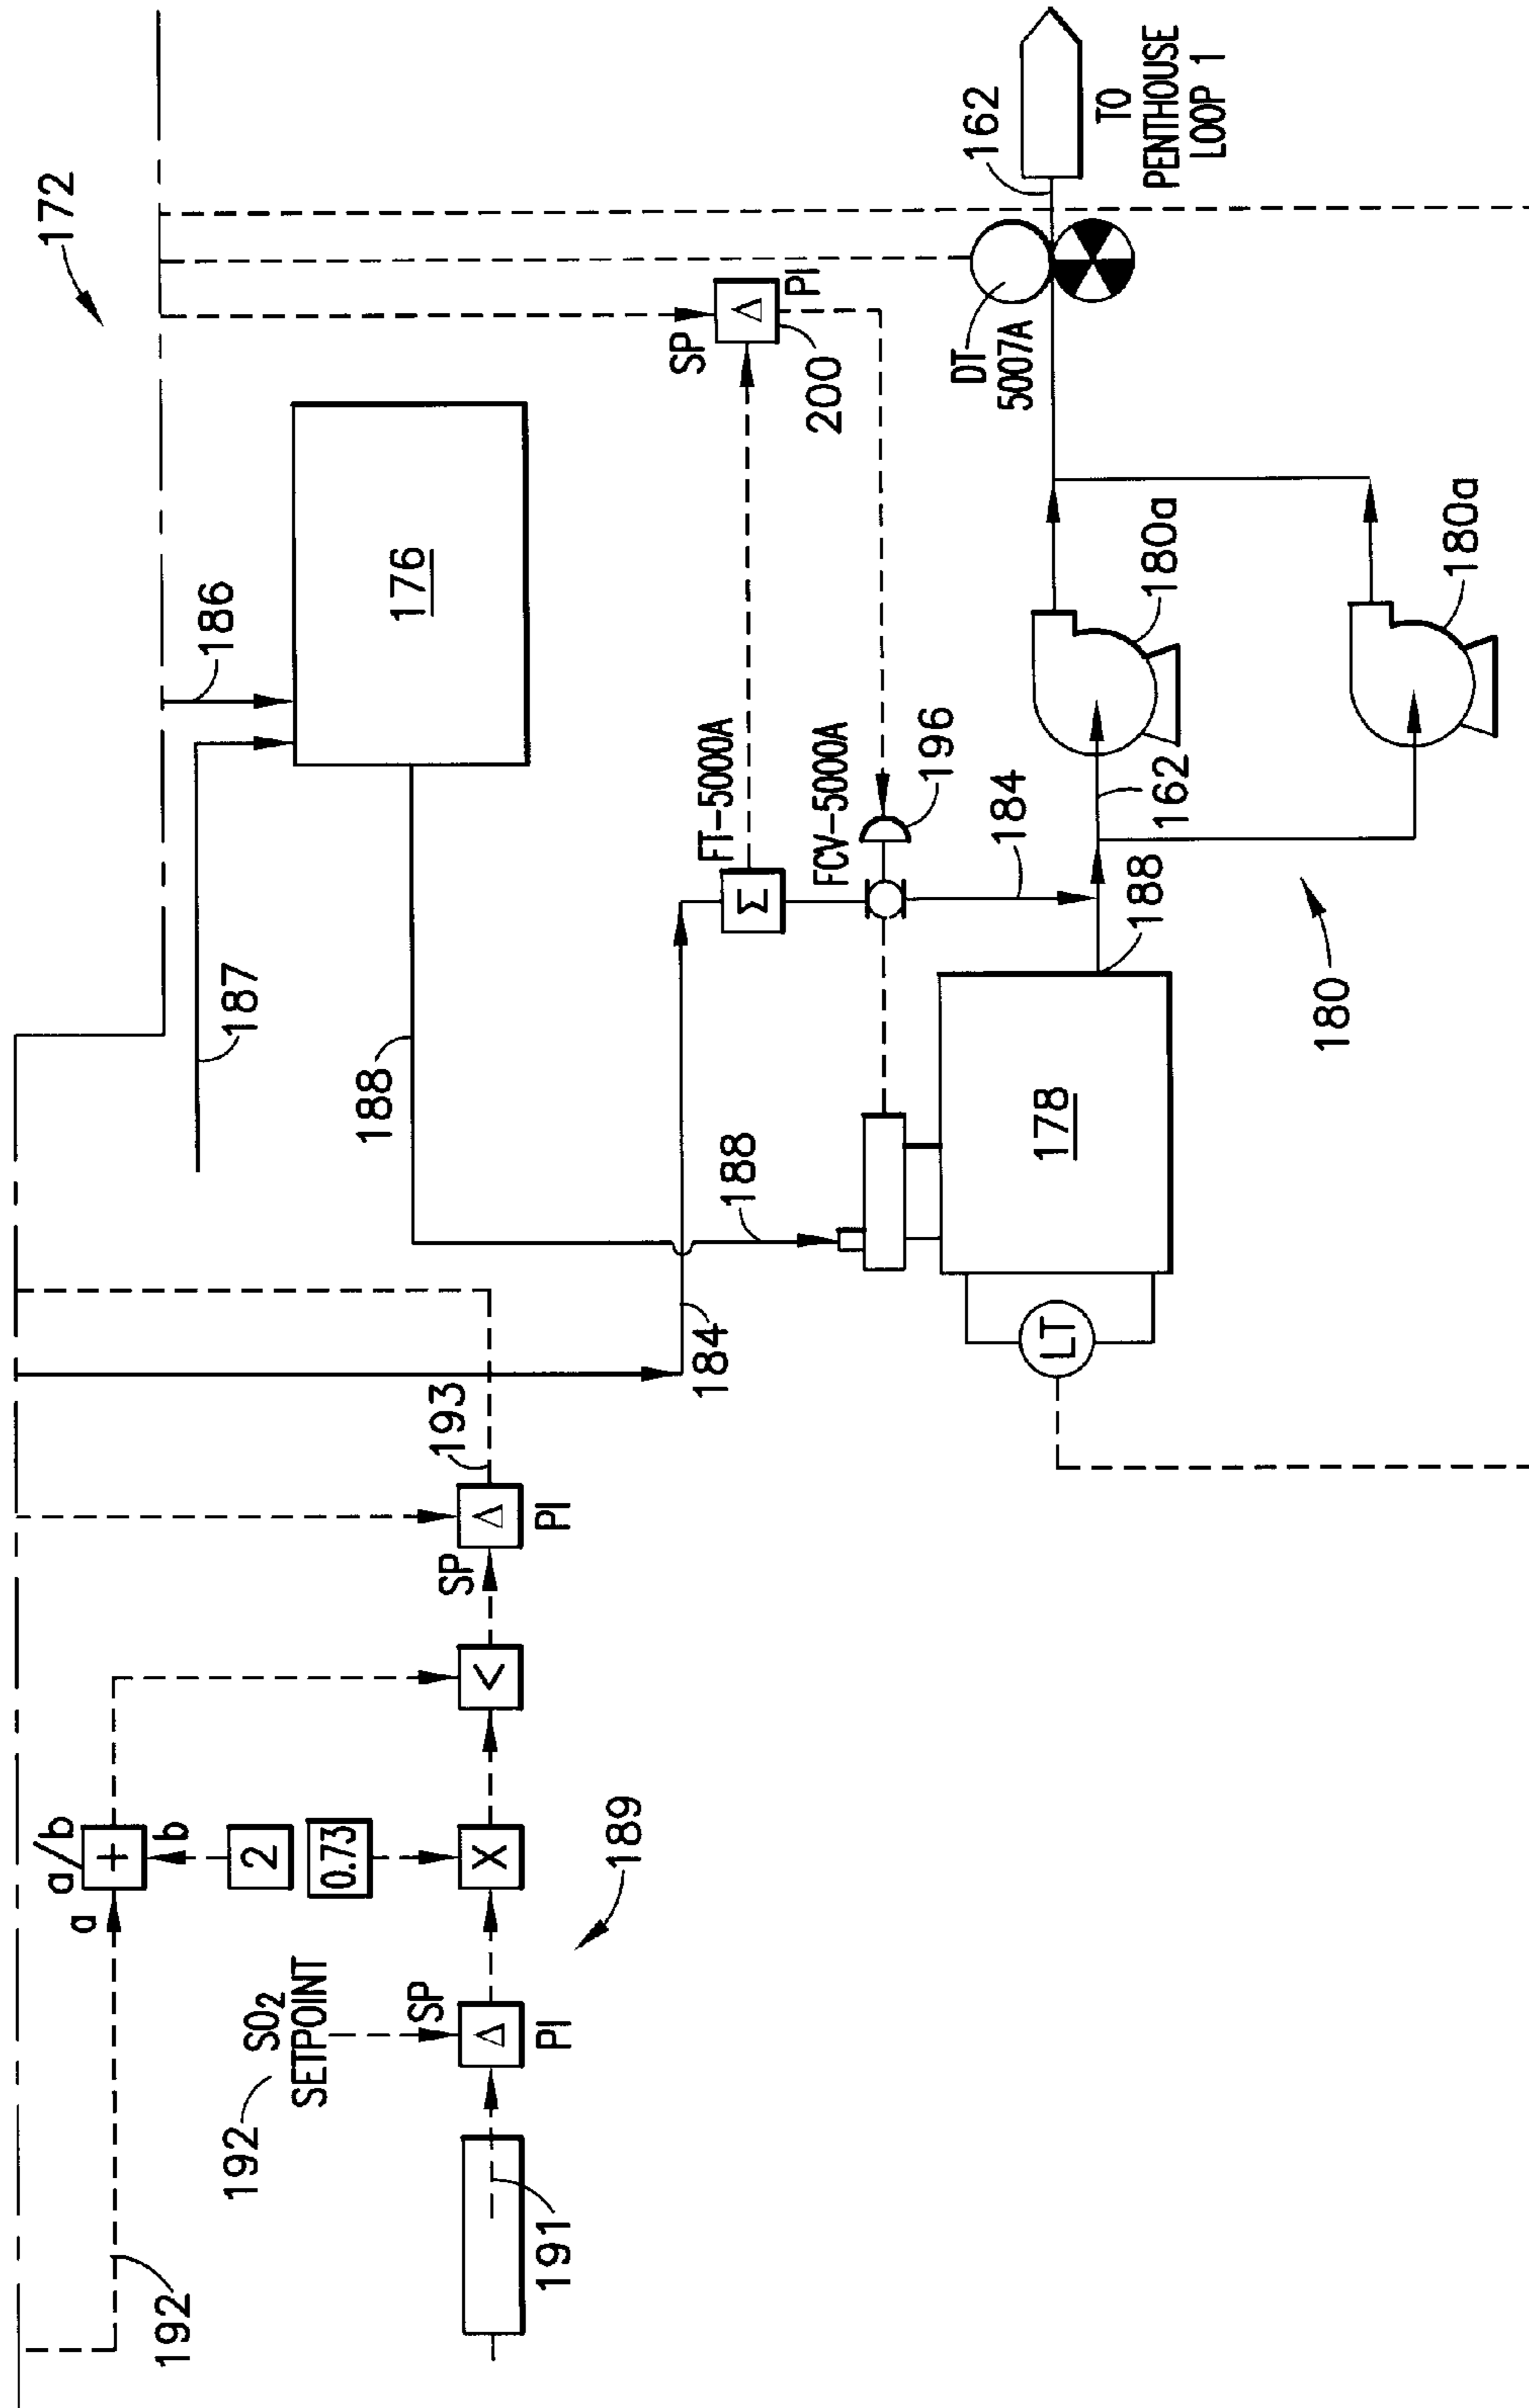 172
186
176
187
188
162
TO
PENTHOUSE
LOOP 1
DT
5007A
SP
Δ
PI
200
FT-5000A
Σ
FCV-5000A
196
184
188
162
180a
180a
180
178
188
LT
184
193
SP
Δ
PI
<
a/b
a
+
b
2
0.73
X
189
192
SO₂
SETPOINT
SP
Δ
PI
191
192